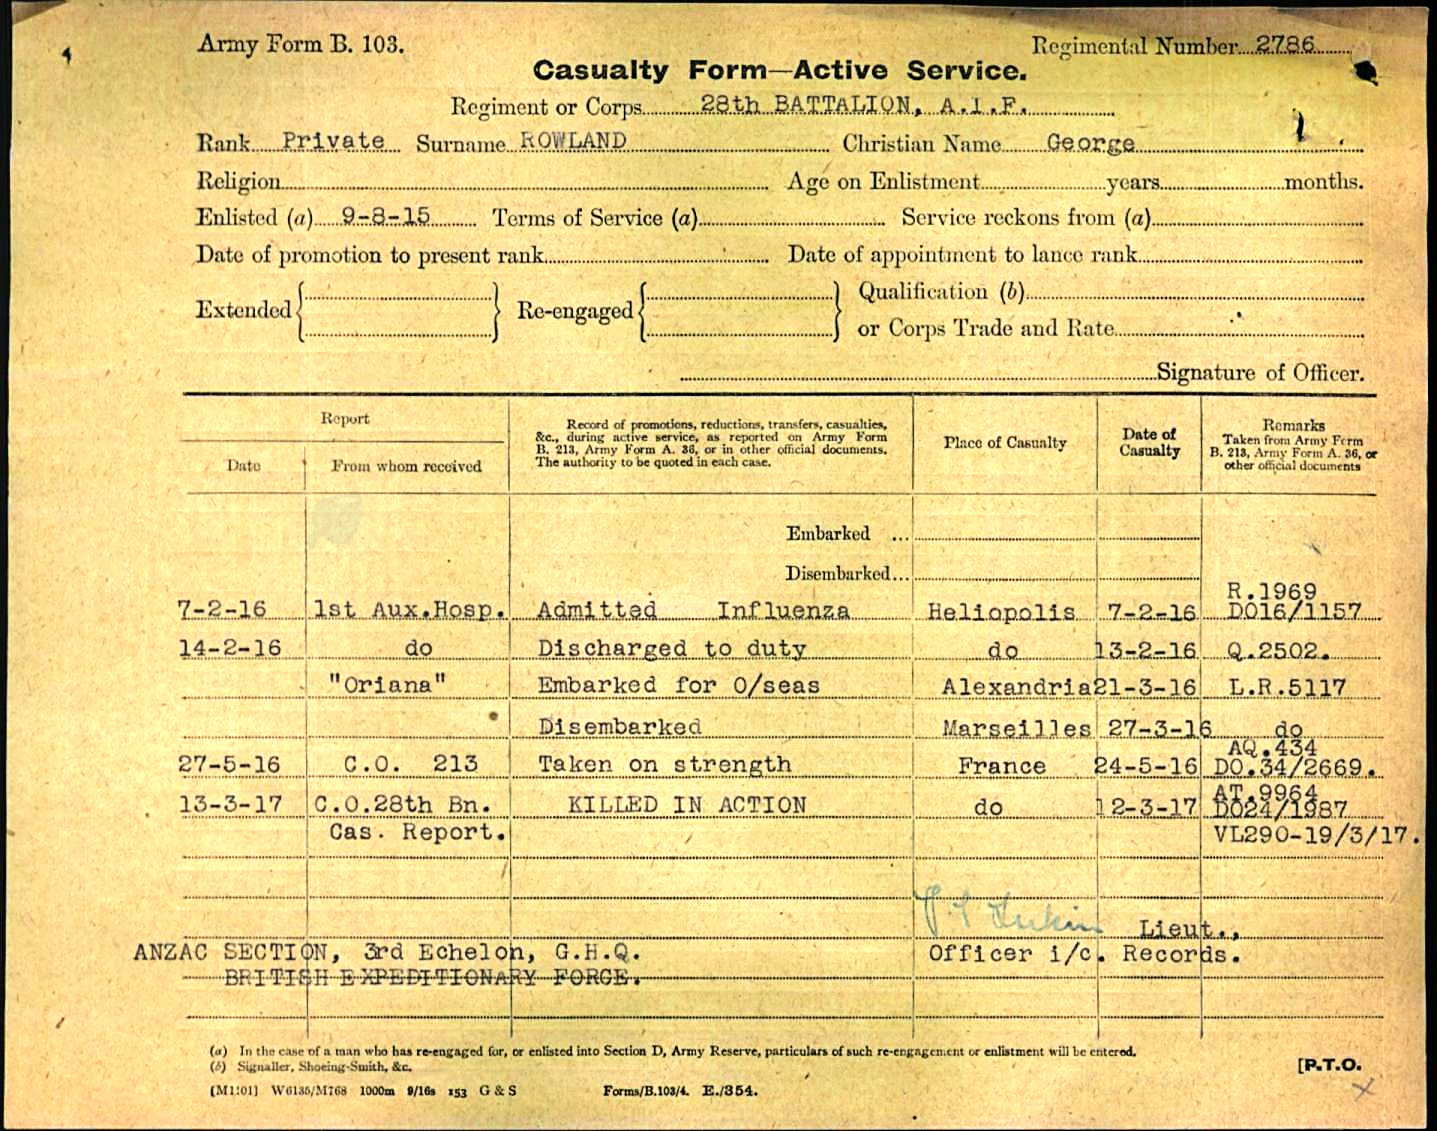 Army Form B. 103.
Regimental Number 2786
Casualty Form—Active Service.
Regiment or Corps 28th BATTALION, A.I.F.
Rank Private Surname ROWLAND Christian Name George
Religion Age on Enlistment years months.
Enlisted (a) 9-8-15 Terms of Service (a) Service reckons from (a)
Date of promotion to present rank Date of appointment to lance rank
Extended Re-engaged Qualification (b)
or Corps Trade and Rate
Signature of Officer.
Report
Date From whom received
Record of promotions, reductions, transfers, casualties,
&c., during active service, as reported on Army Form
B. 213, Army Form A. 36, or in other official documents.
The authority to be quoted in each case.
Place of Casualty
Date of
Casualty
Remarks
Taken from Army Form
B. 213, Army Form A. 36, or
other official documents
Embarked ...
Disembarked...
R.1969
7-2-16 1st Aux.Hosp. Admitted Influenza Heliopolis 7-2-16 DO16/1157
14-2-16 do Discharged to duty do 13-2-16 Q.2502.
"Oriana" Embarked for O/seas Alexandria 21-3-16 L.R.5117
Disembarked Marseilles 27-3-16 do
AQ.434
27-5-16 C.O. 213 Taken on strength France 24-5-16 DO.34/2669.
AT.9964
13-3-17 C.O.28th Bn. KILLED IN ACTION do 12-3-17 DO24/1987
Cas. Report. VL290-19/3/17.
Lieut.,
ANZAC SECTION, 3rd Echelon, G.H.Q. Officer i/c. Records.
BRITISH EXPEDITIONARY FORCE.
(a) In the case of a man who has re-engaged for, or enlisted into Section D, Army Reserve, particulars of such re-engagement or enlistment will be entered.
(b) Signaller, Shoeing-Smith, &c.
[P.T.O.
[M1101] W6135/M768 1000m 9/16s 153 G & S Forms/B.103/4. E./354.